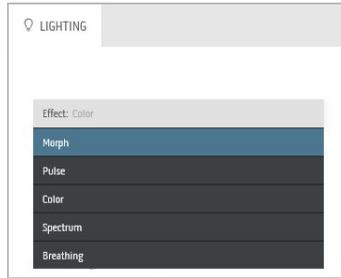 LIGHTING
Effect: Color
Morph
Pulse
Color
Spectrum
Breathing